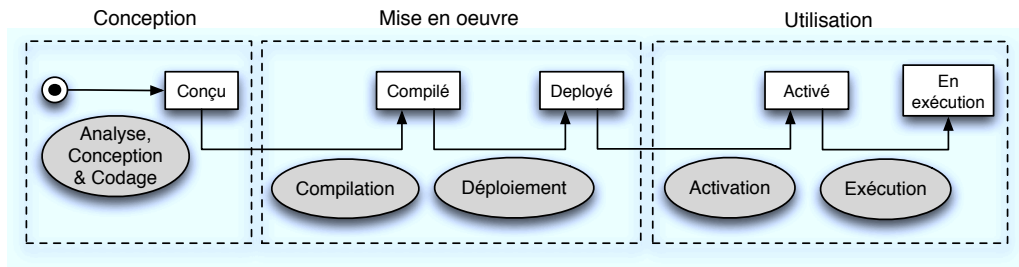 Conception
Mise en oeuvre
Utilisation
Conçu
Compilé
Deployé
Activé
En
exécution
Analyse,
Conception
& Codage
Compilation
Déploiement
Activation
Exécution